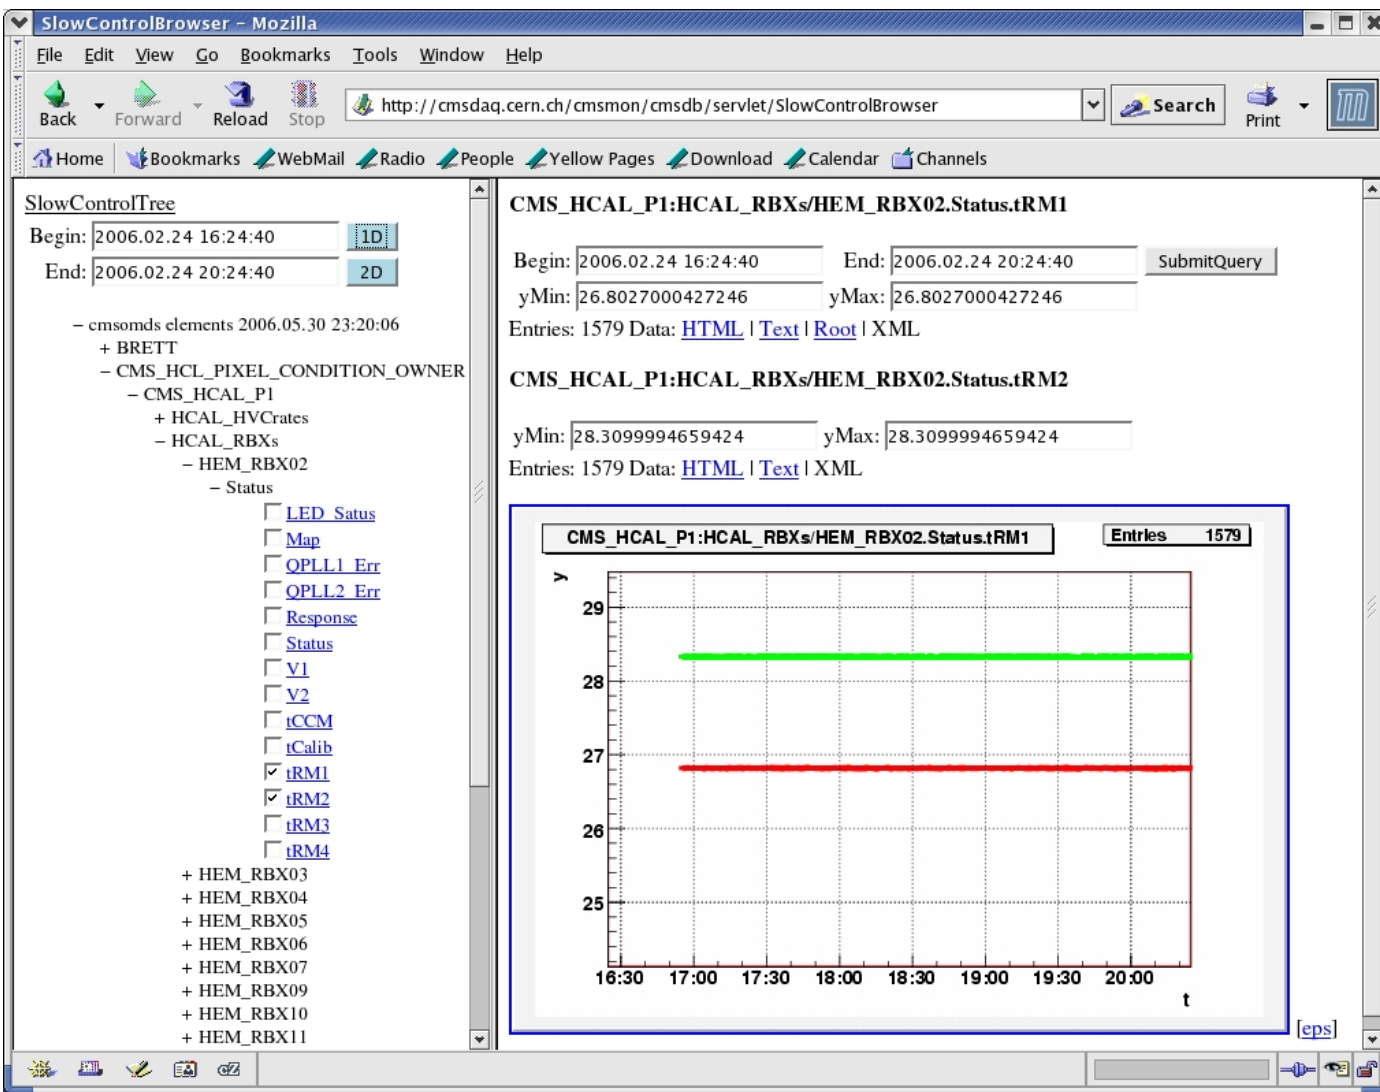 SlowControlBrowser – Mozilla
File Edit View Go Bookmarks Tools Window Help
Back Forward Reload Stop http://cmsdaq.cern.ch/cmsmon/cmsdb/servlet/SlowControlBrowser Search Print
Home Bookmarks WebMail Radio People Yellow Pages Download Calendar Channels
SlowControlTree
Begin: 2006.02.24 16:24:40 1D
End: 2006.02.24 20:24:40 2D
– cmsomds elements 2006.05.30 23:20:06
+ BRETT
– CMS_HCL_PIXEL_CONDITION_OWNER
– CMS_HCAL_P1
+ HCAL_HVCrates
– HCAL_RBXs
– HEM_RBX02
– Status
LED_Satus
Map
QPLL1_Err
QPLL2_Err
Response
Status
V1
V2
tCCM
tCalib
tRM1
tRM2
tRM3
tRM4
+ HEM_RBX03
+ HEM_RBX04
+ HEM_RBX05
+ HEM_RBX06
+ HEM_RBX07
+ HEM_RBX09
+ HEM_RBX10
+ HEM_RBX11
CMS_HCAL_P1:HCAL_RBXs/HEM_RBX02.Status.tRM1
Begin: 2006.02.24 16:24:40 End: 2006.02.24 20:24:40 SubmitQuery
yMin: 26.8027000427246 yMax: 26.8027000427246
Entries: 1579 Data: HTML | Text | Root | XML
CMS_HCAL_P1:HCAL_RBXs/HEM_RBX02.Status.tRM2
yMin: 28.3099994659424 yMax: 28.3099994659424
Entries: 1579 Data: HTML | Text | XML
CMS_HCAL_P1:HCAL_RBXs/HEM_RBX02.Status.tRM1 Entries 1579
y
29
28
27
26
25
16:30 17:00 17:30 18:00 18:30 19:00 19:30 20:00
t
[eps]